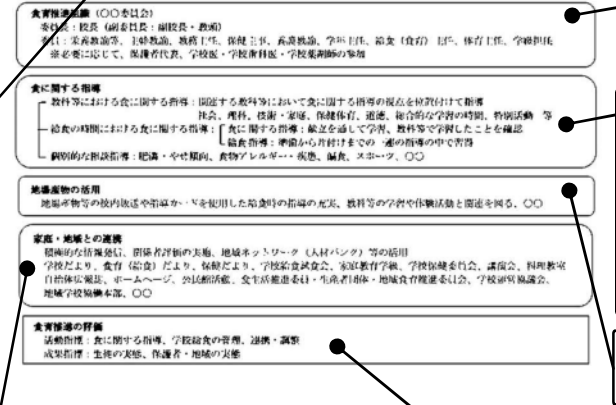 食育推進組織（〇〇委員会）
委員長：校長（副委員長：副校長・教頭）
委員：栄養教諭等、主幹教諭、教務主任、保健主事、養護教諭、学年主任、給食（食育）主任、体育主任、学級担任
※必要に応じて、保護者代表、学校医・学校歯科医・学校薬剤師の参加
食に関する指導
教科等における食に関する指導：関連する教科等において食に関する指導の視点を位置付けて指導
社会、理科、技術・家庭、保健体育、道徳、総合的な学習の時間、特別活動 等
給食の時間における食に関する指導：食に関する指導：献立を通して学習、教科等で学習したことを確認
給食指導：準備から片付けまでの一連の指導の中で習得
個別的な相談指導：肥満・やせ傾向、食物アレルギー・疾患、偏食、スポーツ、〇〇
地場産物の活用
地場産物等の校内放送や指導カードを使用した給食時の指導の充実、教科等の学習や体験活動と関連を図る、〇〇
家庭・地域との連携
積極的な情報発信、関係者評価の実施、地域ネットワーク（人材バンク）等の活用
学校だより、食育（給食）だより、保健だより、学校給食試食会、家庭教育学級、学校保健委員会、講演会、料理教室
自治体広報誌、ホームページ、公民館活動、食生活推進委員・生産者団体・地域食育推進委員会、学校運営協議会、
地域学校協働本部、〇〇
食育推進の評価
活動指標：食に関する指導、学校給食の管理、連携・調整
成果指標：生徒の実態、保護者・地域の実態